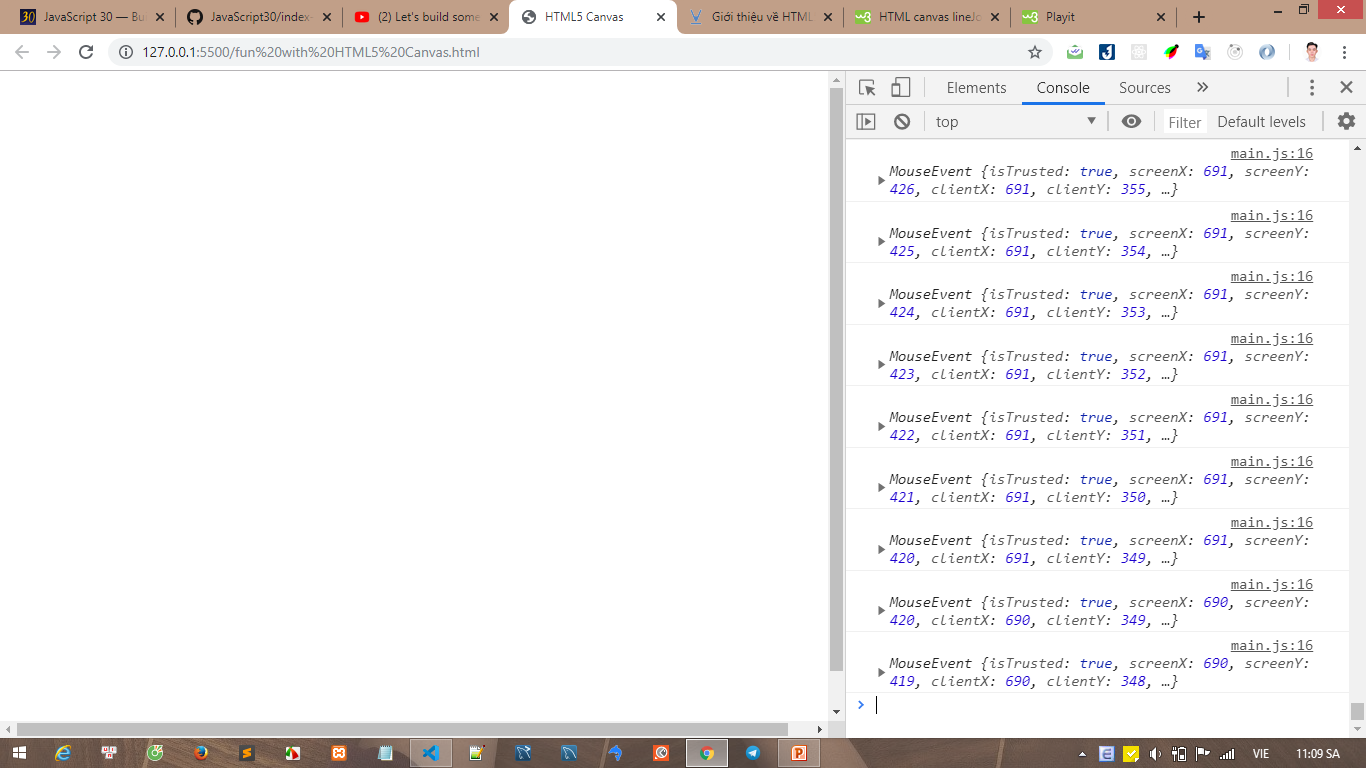 JavaScript 30 — Bu
JavaScript30/index-
(2) Let's build some
HTML5 Canvas
Giới thiệu về HTML
HTML canvas lineJo
Playit
127.0.0.1:5500/fun%20with%20HTML5%20Canvas.html
Elements
Console
Sources
top
Filter
Default levels
main.js:16
MouseEvent {isTrusted: true, screenX: 691, screenY:
426, clientX: 691, clientY: 355, …}
main.js:16
MouseEvent {isTrusted: true, screenX: 691, screenY:
425, clientX: 691, clientY: 354, …}
main.js:16
MouseEvent {isTrusted: true, screenX: 691, screenY:
424, clientX: 691, clientY: 353, …}
main.js:16
MouseEvent {isTrusted: true, screenX: 691, screenY:
423, clientX: 691, clientY: 352, …}
main.js:16
MouseEvent {isTrusted: true, screenX: 691, screenY:
422, clientX: 691, clientY: 351, …}
main.js:16
MouseEvent {isTrusted: true, screenX: 691, screenY:
421, clientX: 691, clientY: 350, …}
main.js:16
MouseEvent {isTrusted: true, screenX: 691, screenY:
420, clientX: 691, clientY: 349, …}
main.js:16
MouseEvent {isTrusted: true, screenX: 690, screenY:
420, clientX: 690, clientY: 349, …}
main.js:16
MouseEvent {isTrusted: true, screenX: 690, screenY:
419, clientX: 690, clientY: 348, …}
VIE
11:09 SA